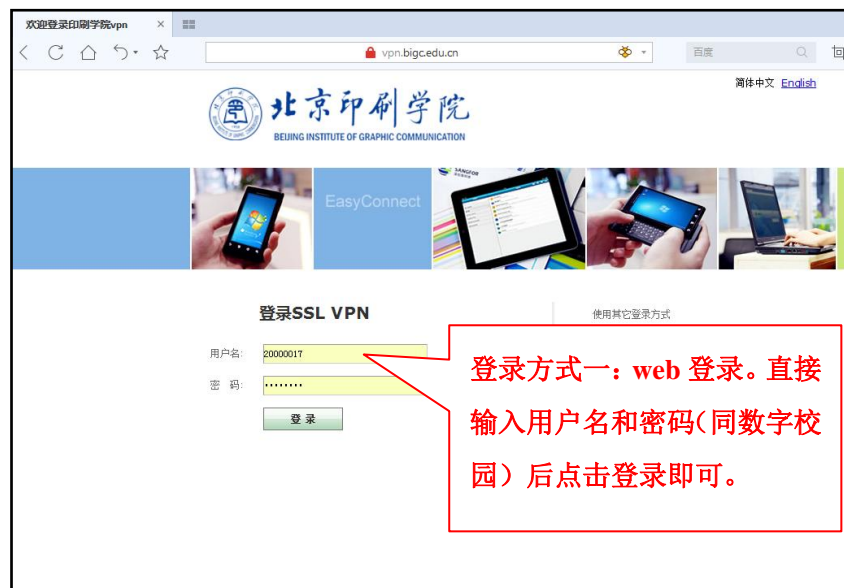 欢迎登录印刷学院vpn
vpn.bigc.edu.cn
百度
简体中文 English
北京印刷学院
BEIJING INSTITUTE OF GRAPHIC COMMUNICATION
EasyConnect
SANGFOR
登录SSL VPN
使用其它登录方式
用户名: 20000017
密 码: ········
登 录
登录方式一：web 登录。直接
输入用户名和密码（同数字校
园）后点击登录即可。